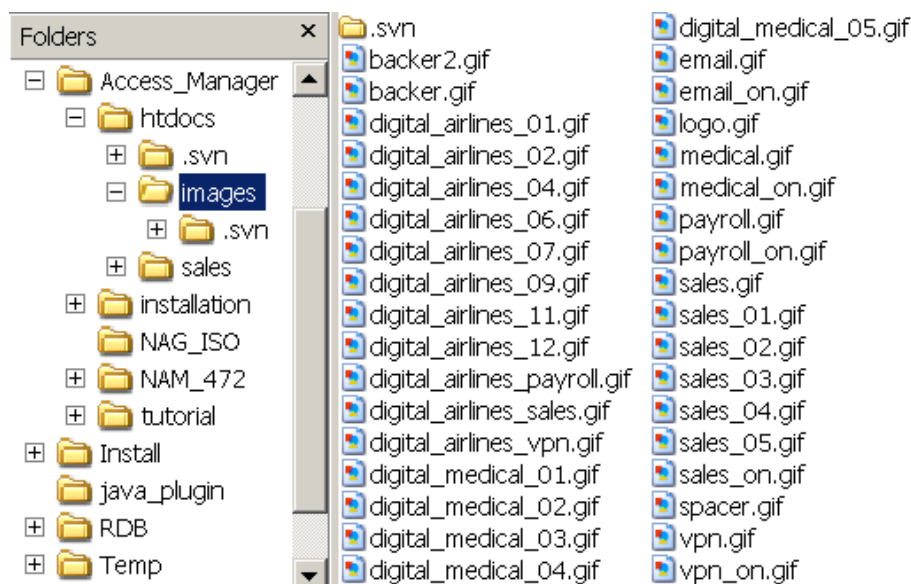 Folders
Access_Manager
htdocs
.svn
images
.svn
sales
installation
NAG_ISO
NAM_472
tutorial
Install
java_plugin
RDB
Temp
.svn
backer2.gif
backer.gif
digital_airlines_01.gif
digital_airlines_02.gif
digital_airlines_04.gif
digital_airlines_06.gif
digital_airlines_07.gif
digital_airlines_09.gif
digital_airlines_11.gif
digital_airlines_12.gif
digital_airlines_payroll.gif
digital_airlines_sales.gif
digital_airlines_vpn.gif
digital_medical_01.gif
digital_medical_02.gif
digital_medical_03.gif
digital_medical_04.gif
digital_medical_05.gif
email.gif
email_on.gif
logo.gif
medical.gif
medical_on.gif
payroll.gif
payroll_on.gif
sales.gif
sales_01.gif
sales_02.gif
sales_03.gif
sales_04.gif
sales_05.gif
sales_on.gif
spacer.gif
vpn.gif
vpn_on.gif